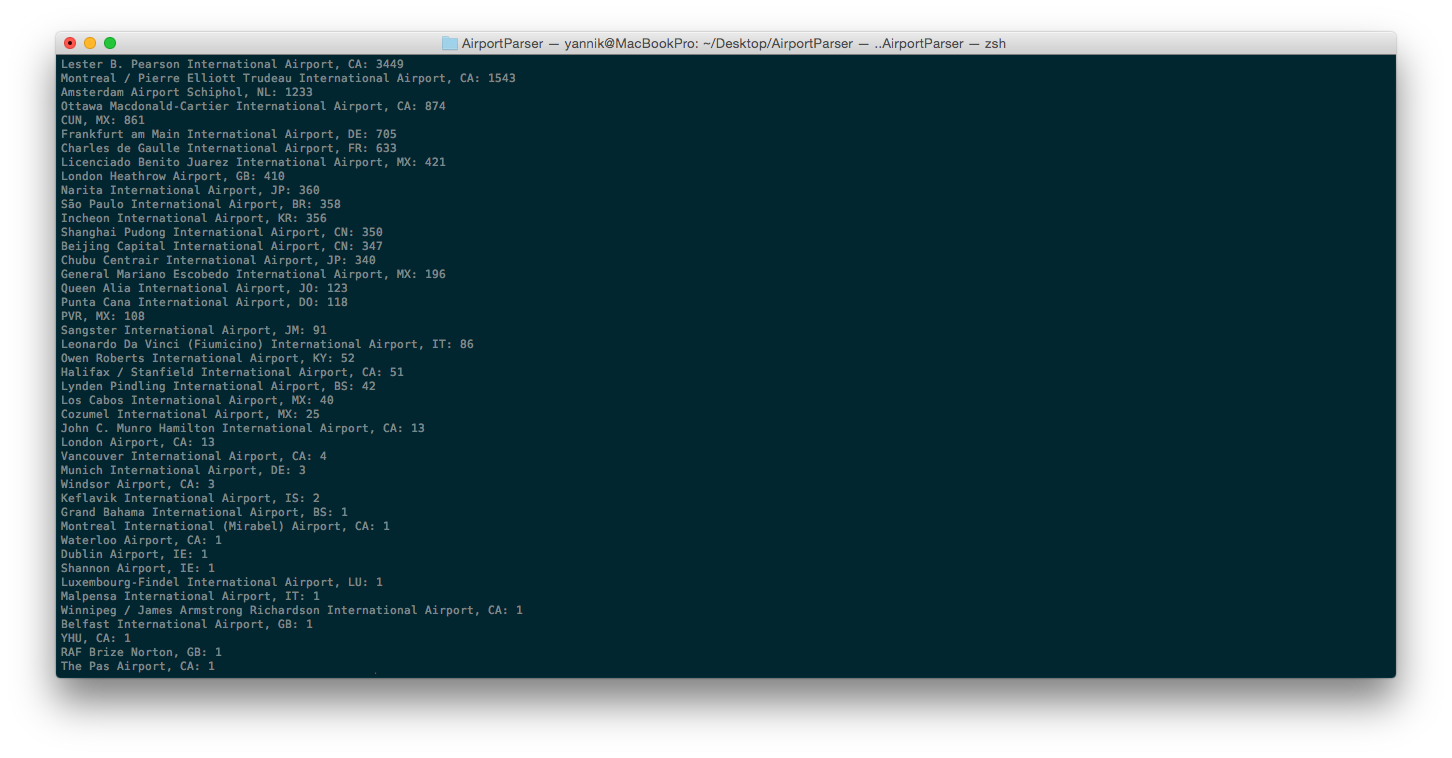 AirportParser — yannik@MacBookPro: ~/Desktop/AirportParser — ..AirportParser — zsh
Lester B. Pearson International Airport, CA: 3449
Montreal / Pierre Elliott Trudeau International Airport, CA: 1543
Amsterdam Airport Schiphol, NL: 1233
Ottawa Macdonald-Cartier International Airport, CA: 874
CUN, MX: 861
Frankfurt am Main International Airport, DE: 705
Charles de Gaulle International Airport, FR: 633
Licenciado Benito Juarez International Airport, MX: 421
London Heathrow Airport, GB: 410
Narita International Airport, JP: 360
São Paulo International Airport, BR: 358
Incheon International Airport, KR: 356
Shanghai Pudong International Airport, CN: 350
Beijing Capital International Airport, CN: 347
Chubu Centrair International Airport, JP: 340
General Mariano Escobedo International Airport, MX: 196
Queen Alia International Airport, JO: 123
Punta Cana International Airport, DO: 118
PVR, MX: 108
Sangster International Airport, JM: 91
Leonardo Da Vinci (Fiumicino) International Airport, IT: 86
Owen Roberts International Airport, KY: 52
Halifax / Stanfield International Airport, CA: 51
Lynden Pindling International Airport, BS: 42
Los Cabos International Airport, MX: 40
Cozumel International Airport, MX: 25
John C. Munro Hamilton International Airport, CA: 13
London Airport, CA: 13
Vancouver International Airport, CA: 4
Munich International Airport, DE: 3
Windsor Airport, CA: 3
Keflavik International Airport, IS: 2
Grand Bahama International Airport, BS: 1
Montreal International (Mirabel) Airport, CA: 1
Waterloo Airport, CA: 1
Dublin Airport, IE: 1
Shannon Airport, IE: 1
Luxembourg-Findel International Airport, LU: 1
Malpensa International Airport, IT: 1
Winnipeg / James Armstrong Richardson International Airport, CA: 1
Belfast International Airport, GB: 1
YHU, CA: 1
RAF Brize Norton, GB: 1
The Pas Airport, CA: 1